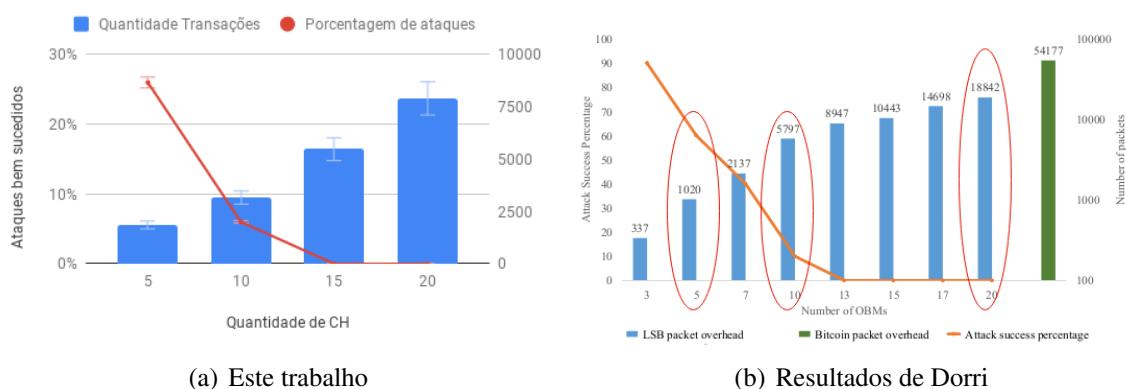 Quantidade Transações Porcentagem de ataques
30% 10000
20% 7500
5000
10% 2500
0% 0
Ataques bem sucedidos
5 10 15 20
Quantidade de CH
(a) Este trabalho
100 100000
90
80
70 10000
60
50
40 1000
30
20
10
0 100
Attack Success Percentage
Number of packets
337 1020 2137 5797 8947 10443 14698 18842 54177
3 5 7 10 13 15 17 20
Number of OBMs
LSB packet overhead Bitcoin packet overhead Attack success percentage
(b) Resultados de Dorri